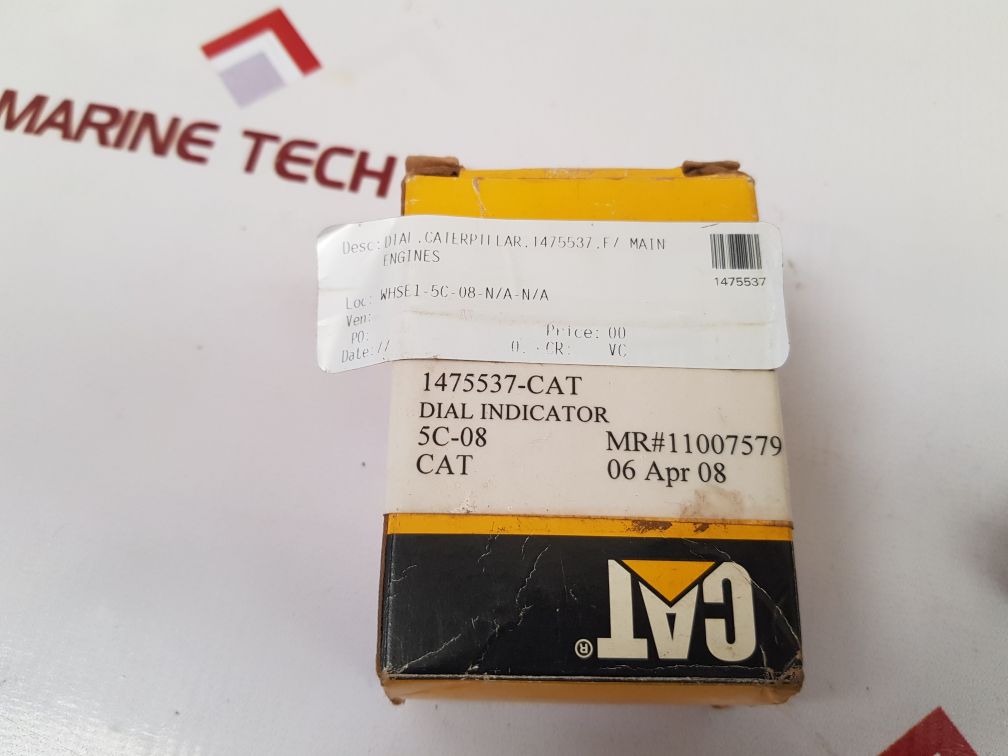 MARINE TECH
Desc: DIAL,CATERPILLAR,1475537,F/ MAIN
ENGINES
1475537
Loc: WHSE1-5C-08-N/A-N/A
Ven:
PO: Price: 00
Date: // CR: VC
1475537-CAT
DIAL INDICATOR
5C-08 MR#11007579
CAT 06 Apr 08
CAT®